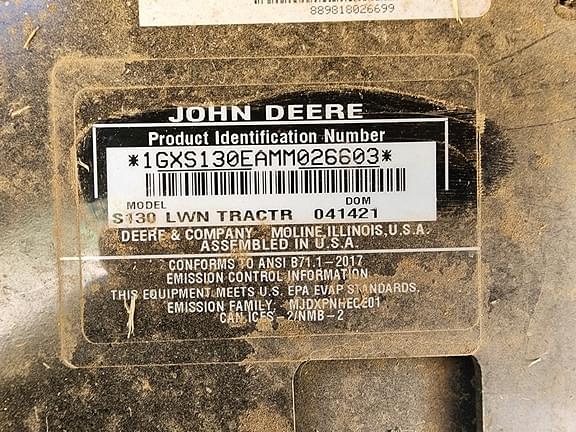 889818026699
JOHN DEERE
Product Identification Number
*1GXS130EAMM026603*
MODEL DOM
S130 LWN TRACTR 041421
DEERE & COMPANY MOLINE, ILLINOIS, U.S.A.
ASSEMBLED IN U.S.A.
CONFORMS TO ANSI B71.1-2017
EMISSION CONTROL INFORMATION
THIS EQUIPMENT MEETS U.S. EPA EVAP STANDARDS.
EMISSION FAMILY: MJDXPNHECE01
CAN ICES-2/NMB-2